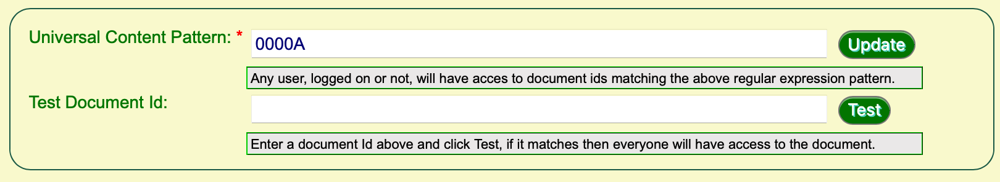 Universal Content Pattern: * 0000A Update
Any user, logged on or not, will have acces to document ids matching the above regular expression pattern.
Test Document Id: Test
Enter a document Id above and click Test, if it matches then everyone will have access to the document.